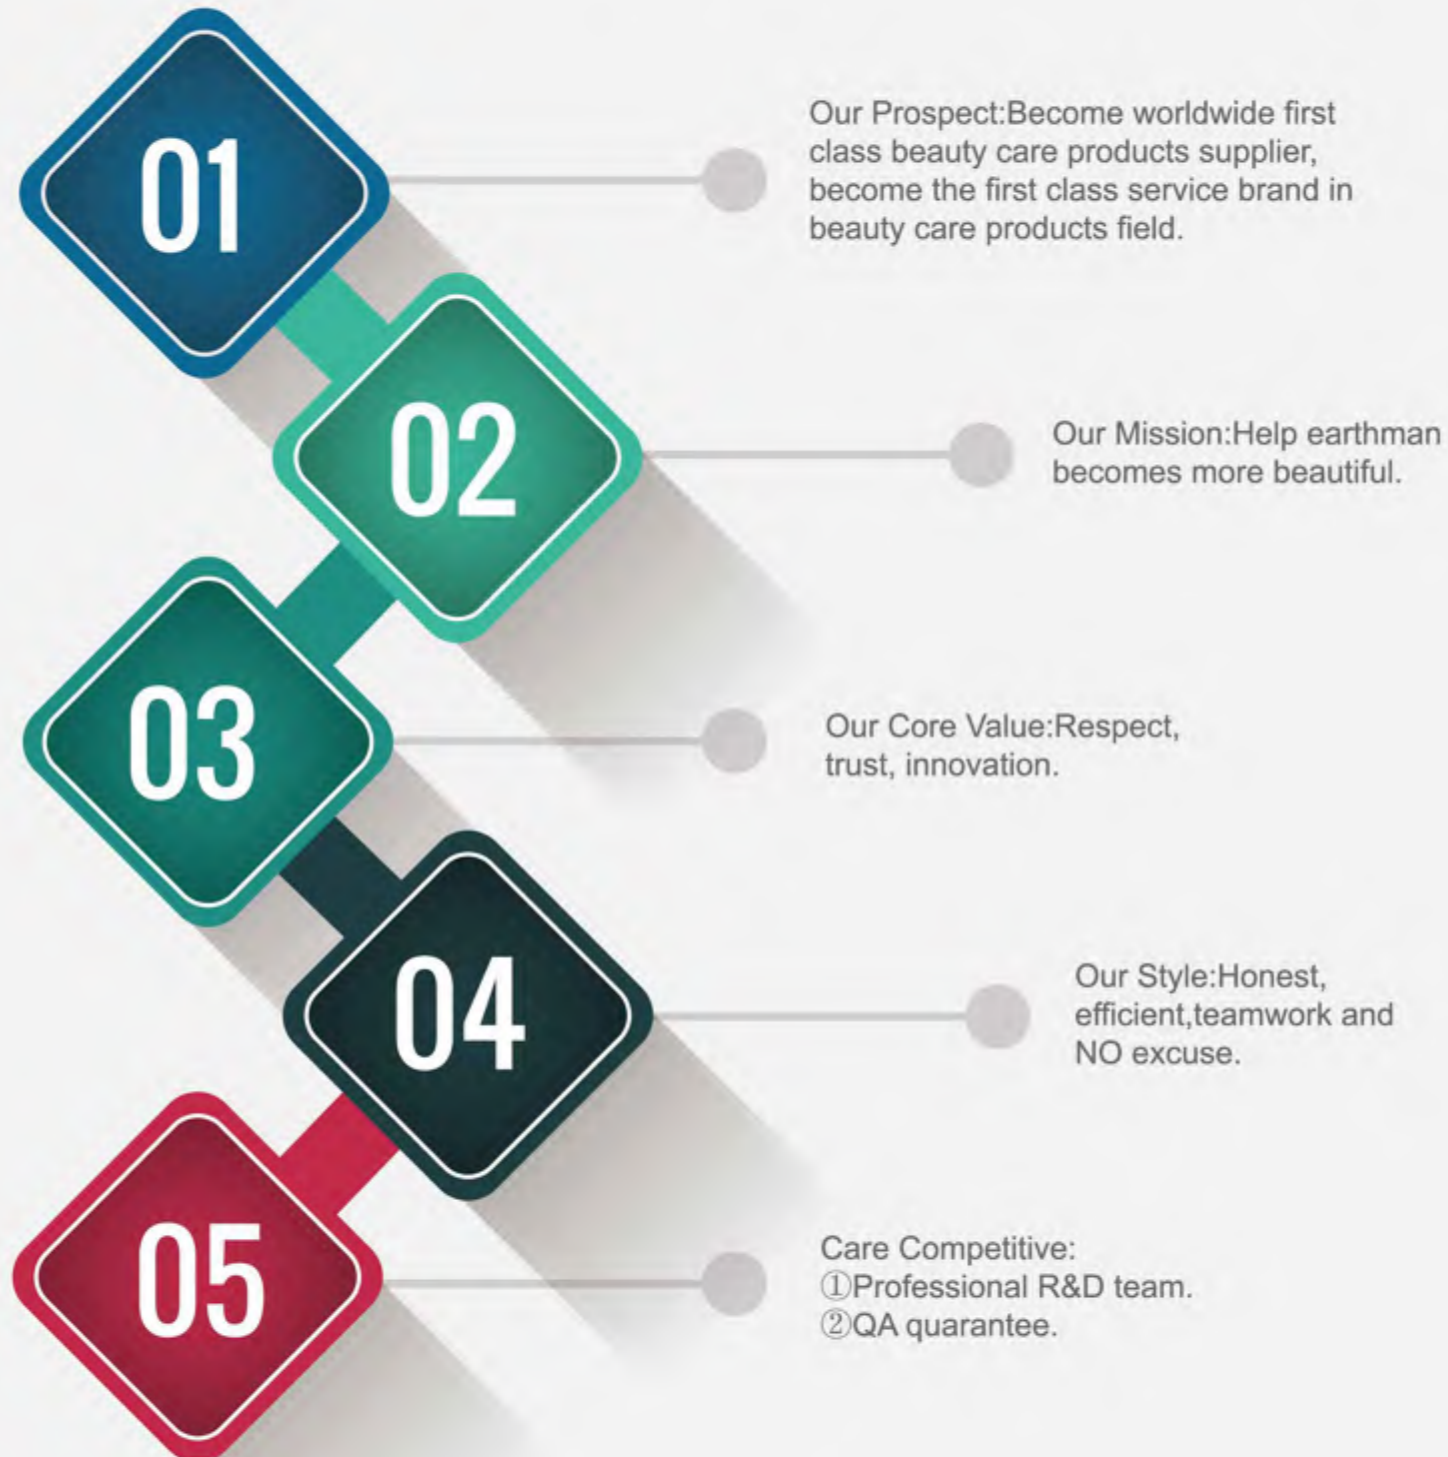 01
Our Prospect:Become worldwide first
class beauty care products supplier,
become the first class service brand in
beauty care products field.
02
Our Mission:Help earthman
becomes more beautiful.
03
Our Core Value:Respect,
trust, innovation.
04
Our Style:Honest,
efficient,teamwork and
NO excuse.
05
Care Competitive:
①Professional R&D team.
②QA quarantee.